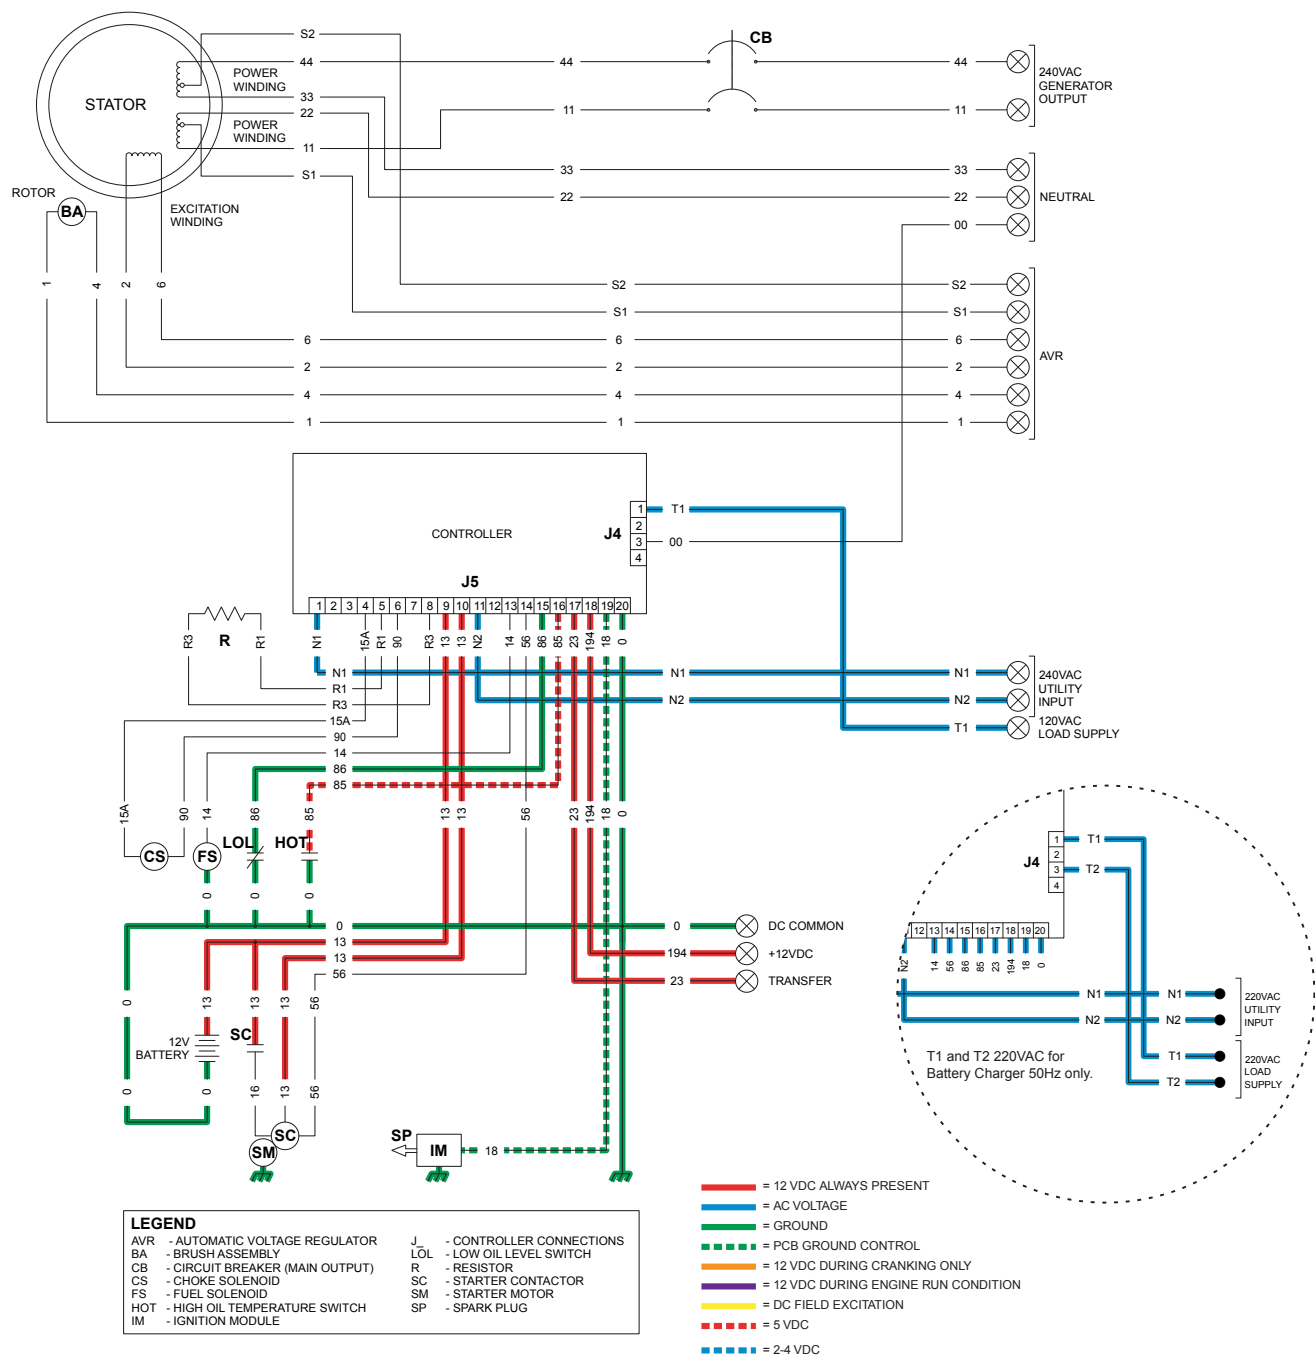 S2
44
44
CB
44
240VAC
GENERATOR
OUTPUT
POWER
WINDING
STATOR
33
22
11
11
POWER
WINDING
11
S1
33
33
ROTOR
BA
EXCITATION
WINDING
22
22
NEUTRAL
00
1
4
2
6
S2
S2
S1
S1
6
6
6
AVR
2
2
2
4
4
4
1
1
1
CONTROLLER
J4
1
2
3
4
T1
00
J5
1 2 3 4 5 6 7 8 9 10 11 12 13 14 15 16 17 18 19 20
R3
R
R1
N1
15A
R1
90
R3
13
13
N2
14
56
86
85
23
194
18
0
N1
N1
N1
240VAC
UTILITY
INPUT
R1
N2
N2
R3
15A
T1
120VAC
LOAD SUPPLY
90
14
86
85
15A
90
14
86
85
13
13
56
23
194
18
0
CS
FS
LOL
HOT
0
0
0
0
0
DC COMMON
13
13
194
+12VDC
56
23
TRANSFER
0
13
13
13
56
12V
BATTERY
SC
0
0
16
13
56
SC
SM
SP
IM
18
J4
1
2
3
4
T1
T2
12 13 14 15 16 17 18 19 20
N2
14
56
86
85
23
194
18
0
N1
N1
220VAC
UTILITY
INPUT
N2
N2
T1 and T2 220VAC for
Battery Charger 50Hz only.
T1
T2
220VAC
LOAD
SUPPLY
= 12 VDC ALWAYS PRESENT
= AC VOLTAGE
= GROUND
= PCB GROUND CONTROL
= 12 VDC DURING CRANKING ONLY
= 12 VDC DURING ENGINE RUN CONDITION
= DC FIELD EXCITATION
= 5 VDC
= 2-4 VDC
LEGEND
AVR - AUTOMATIC VOLTAGE REGULATOR
BA - BRUSH ASSEMBLY
CB - CIRCUIT BREAKER (MAIN OUTPUT)
CS - CHOKE SOLENOID
FS - FUEL SOLENOID
HOT - HIGH OIL TEMPERATURE SWITCH
IM - IGNITION MODULE
J_ - CONTROLLER CONNECTIONS
LOL - LOW OIL LEVEL SWITCH
R - RESISTOR
SC - STARTER CONTACTOR
SM - STARTER MOTOR
SP - SPARK PLUG